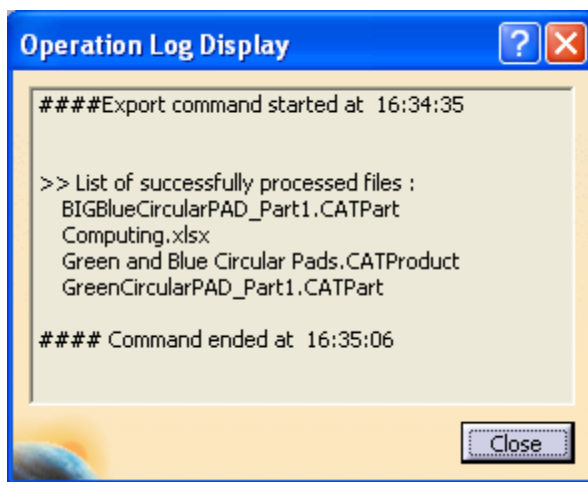 Operation Log Display
####Export command started at 16:34:35
>> List of successfully processed files :
BIGBlueCircularPAD_Part1.CATPart
Computing.xlsx
Green and Blue Circular Pads.CATProduct
GreenCircularPAD_Part1.CATPart
#### Command ended at 16:35:06
Close